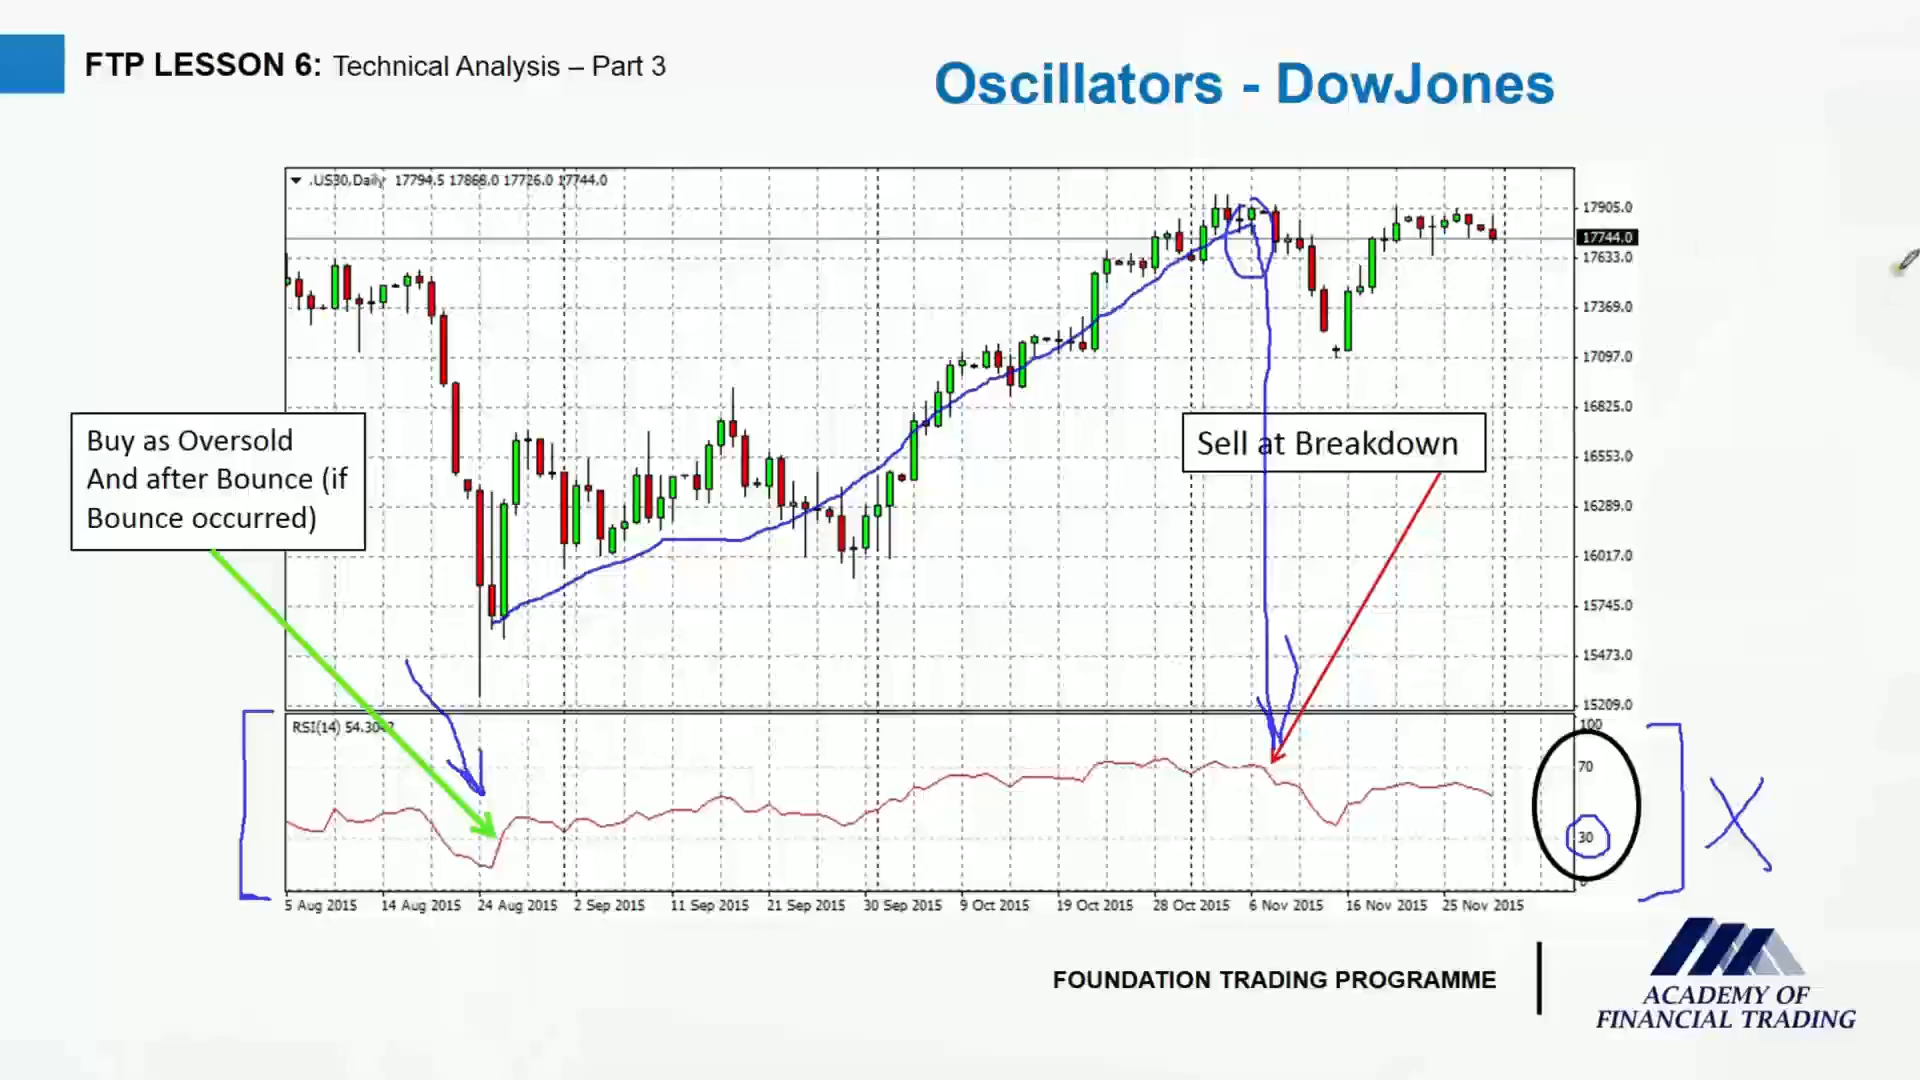 FTP LESSON 6: Technical Analysis – Part 3
Oscillators - DowJones
.US30,Daily 17794.5 17868.0 17726.0 17744.0
17905.0
17744.0
17633.0
17369.0
17097.0
16825.0
16553.0
16289.0
16017.0
15745.0
15473.0
15209.0
Buy as Oversold
And after Bounce (if
Bounce occurred)
Sell at Breakdown
RSI(14)
100
70
30
0
X
5 Aug 2015 14 Aug 2015 24 Aug 2015 2 Sep 2015 11 Sep 2015 21 Sep 2015 30 Sep 2015 9 Oct 2015 19 Oct 2015 28 Oct 2015 6 Nov 2015 16 Nov 2015 25 Nov 2015
FOUNDATION TRADING PROGRAMME
ACADEMY OF
FINANCIAL TRADING